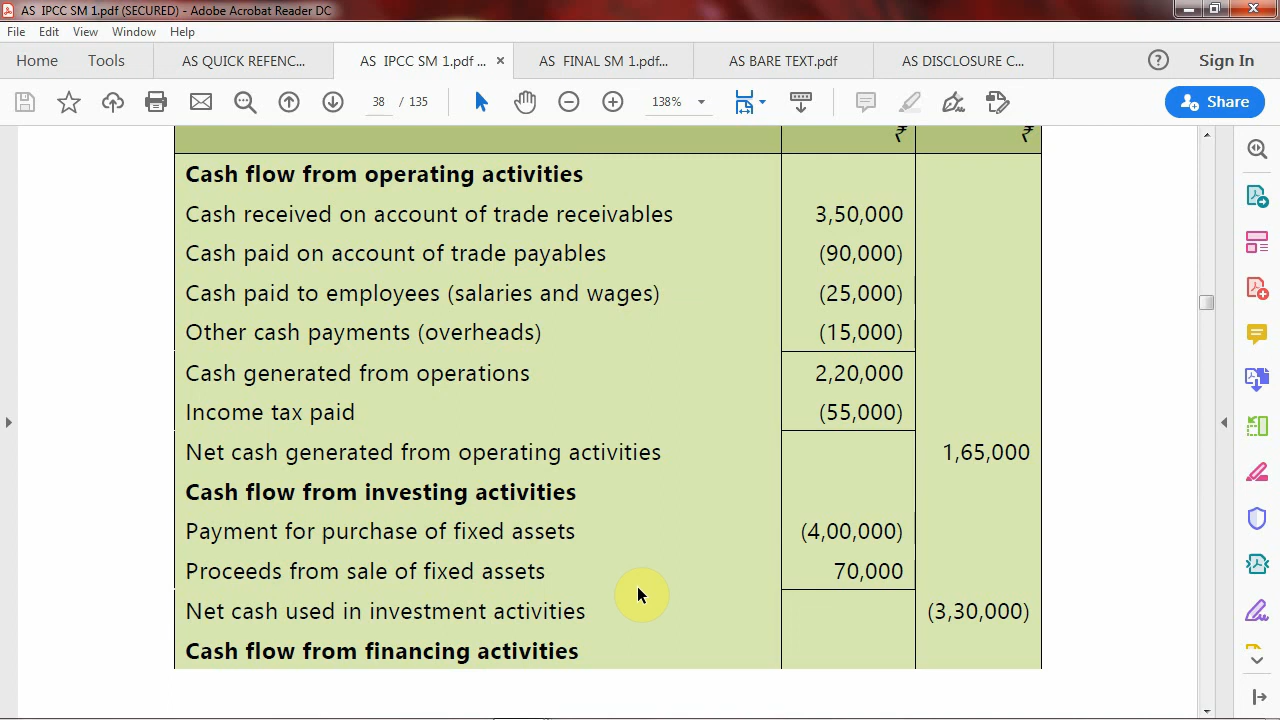 AS IPCC SM 1.pdf (SECURED) - Adobe Acrobat Reader DC
File Edit View Window Help
Home Tools AS QUICK REFENC... AS IPCC SM 1.pdf ... × AS FINAL SM 1.pdf... AS BARE TEXT.pdf AS DISCLOSURE C... Sign In
38 / 135 138% Share
₹ ₹
Cash flow from operating activities
Cash received on account of trade receivables 3,50,000
Cash paid on account of trade payables (90,000)
Cash paid to employees (salaries and wages) (25,000)
Other cash payments (overheads) (15,000)
Cash generated from operations 2,20,000
Income tax paid (55,000)
Net cash generated from operating activities 1,65,000
Cash flow from investing activities
Payment for purchase of fixed assets (4,00,000)
Proceeds from sale of fixed assets 70,000
Net cash used in investment activities (3,30,000)
Cash flow from financing activities